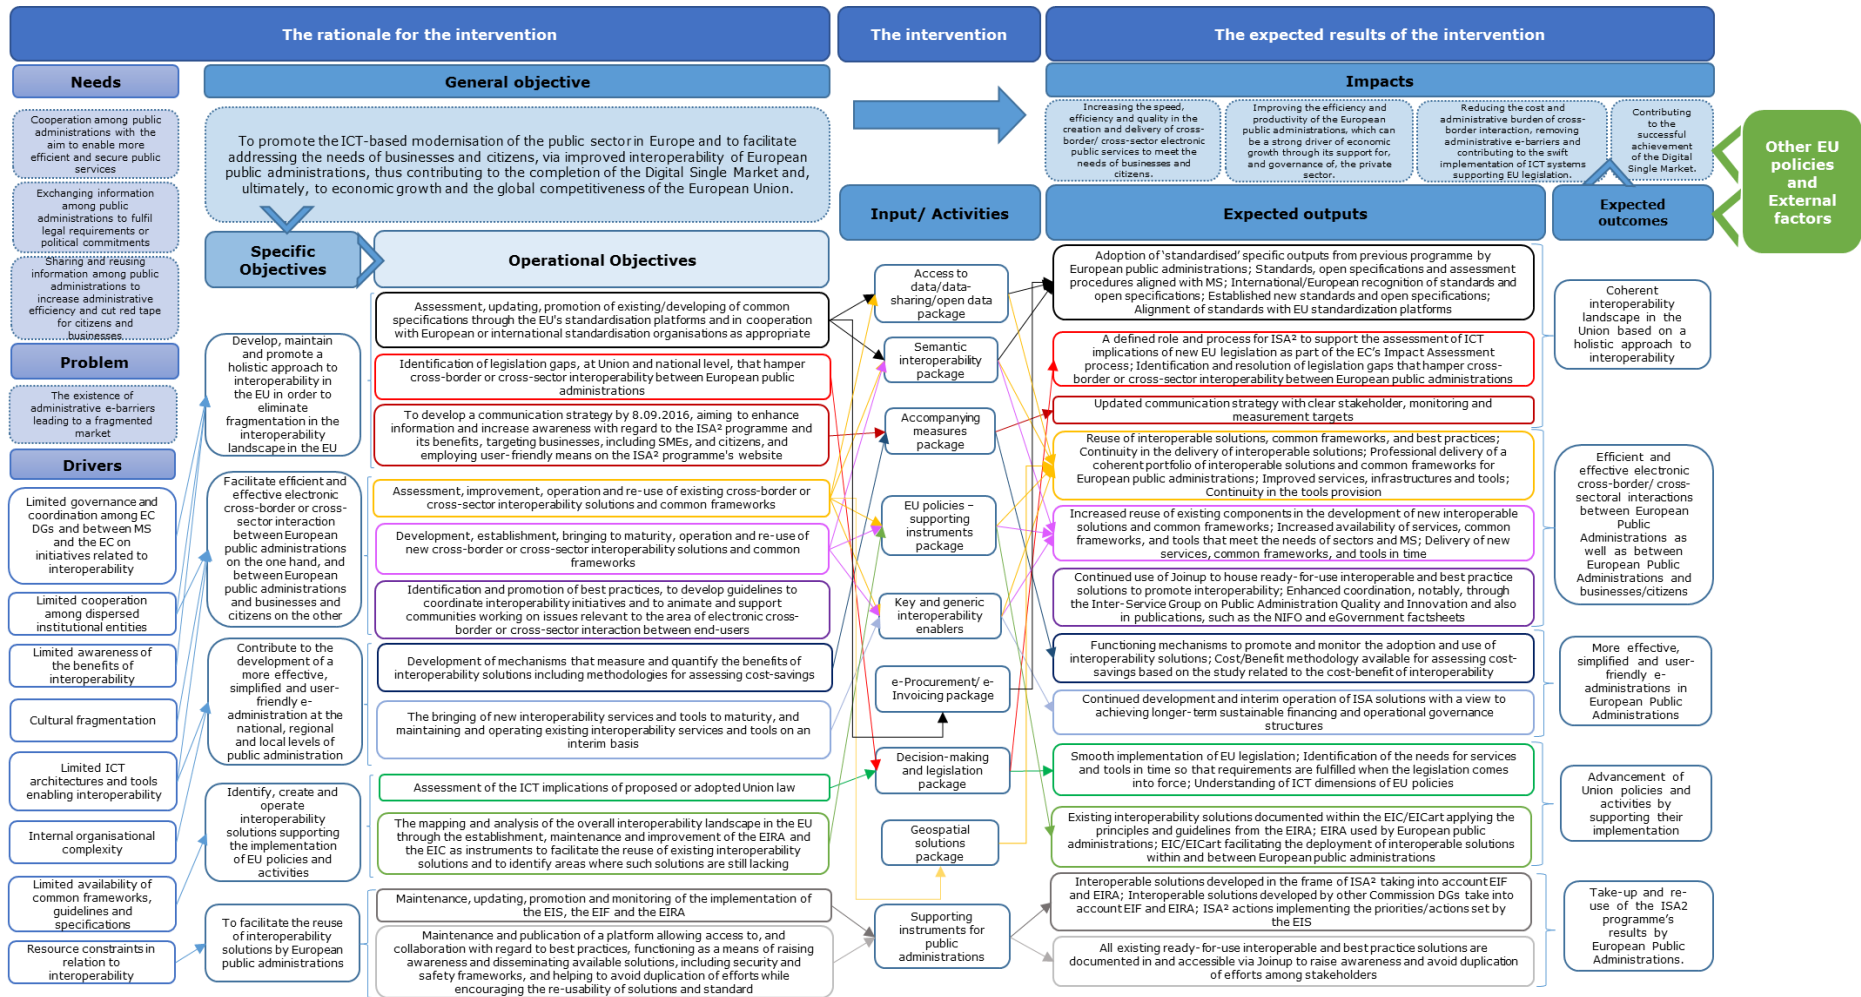 The rationale for the intervention
The intervention
The expected results of the intervention
Needs
Cooperation among public
administrations with the
aim to enable more
efficient and secure public
services
Exchanging information
among public
administrations to fulfil
legal requirements or
political commitments
Sharing and reusing
information among public
administrations to
increase administrative
efficiency and cut red tape
for citizens and
businesses
Problem
The existence of
administrative e-barriers
leading to a fragmented
market
Drivers
Limited governance and
coordination among EC
DGs and between MS
and the EC on
initiatives related to
interoperability
Limited cooperation
among dispersed
institutional entities
Limited awareness of
the benefits of
interoperability
Cultural fragmentation
Limited ICT
architectures and tools
enabling interoperability
Internal organisational
complexity
Limited availability of
common frameworks,
guidelines and
specifications
Resource constraints in
relation to
interoperability
General objective
To promote the ICT-based modernisation of the public sector in Europe and to facilitate
addressing the needs of businesses and citizens, via improved interoperability of European
public administrations, thus contributing to the completion of the Digital Single Market and,
ultimately, to economic growth and the global competitiveness of the European Union.
Specific
Objectives
Develop, maintain
and promote a
holistic approach to
interoperability in
the EU in order to
eliminate
fragmentation in the
interoperability
landscape in the EU
Facilitate efficient and
effective electronic
cross-border or cross-
sector interaction
between European
public administrations
on the one hand, and
between European
public administrations
and businesses and
citizens on the other
Contribute to the
development of a
more effective,
simplified and user-
friendly e-
administration at the
national, regional
and local levels of
public administration
Identify, create and
operate
interoperability
solutions supporting
the implementation
of EU policies and
activities
To facilitate the reuse
of interoperability
solutions by European
public administrations
Operational Objectives
Assessment, updating, promotion of existing/developing of common
specifications through the EU's standardisation platforms and in cooperation
with European or international standardisation organisations as appropriate
Identification of legislation gaps, at Union and national level, that hamper
cross-border or cross-sector interoperability between European public
administrations
To develop a communication strategy by 8.09.2016, aiming to enhance
information and increase awareness with regard to the ISA² programme and
its benefits, targeting businesses, including SMEs, and citizens, and
employing user-friendly means on the ISA² programme's website
Assessment, improvement, operation and re-use of existing cross-border or
cross-sector interoperability solutions and common frameworks
Development, establishment, bringing to maturity, operation and re-use of
new cross-border or cross-sector interoperability solutions and common
frameworks
Identification and promotion of best practices, to develop guidelines to
coordinate interoperability initiatives and to animate and support
communities working on issues relevant to the area of electronic cross-
border or cross-sector interaction between end-users
Development of mechanisms that measure and quantify the benefits of
interoperability solutions including methodologies for assessing cost-savings
The bringing of new interoperability services and tools to maturity, and
maintaining and operating existing interoperability services and tools on an
interim basis
Assessment of the ICT implications of proposed or adopted Union law
The mapping and analysis of the overall interoperability landscape in the EU
through the establishment, maintenance and improvement of the EIRA and
the EIC as instruments to facilitate the reuse of existing interoperability
solutions and to identify areas where such solutions are still lacking
Maintenance, updating, promotion and monitoring of the implementation of
the EIS, the EIF and the EIRA
Maintenance and publication of a platform allowing access to, and
collaboration with regard to best practices, functioning as a means of raising
awareness and disseminating available solutions, including security and
safety frameworks, and helping to avoid duplication of efforts while
encouraging the re-usability of solutions and standard
Input/ Activities
Access to
data/data-
sharing/open data
package
Semantic
interoperability
package
Accompanying
measures
package
EU policies –
supporting
instruments
package
Key and generic
interoperability
enablers
e-Procurement/ e-
Invoicing package
Decision-making
and legislation
package
Geospatial
solutions
package
Supporting
instruments for
public
administrations
Impacts
Increasing the speed,
efficiency and quality in the
creation and delivery of cross-
border/ cross-sector electronic
public services to meet the
needs of businesses and
citizens.
Improving the efficiency and
productivity of the European
public administrations, which can
be a strong driver of economic
growth through its support for,
and governance of, the private
sector.
Reducing the cost and
administrative burden of cross-
border interaction, removing
administrative e-barriers and
contributing to the swift
implementation of ICT systems
supporting EU legislation.
Contributing
to the
successful
achievement
of the Digital
Single Market.
Expected outputs
Adoption of 'standardised' specific outputs from previous programme by
European public administrations; Standards, open specifications and assessment
procedures aligned with MS; International/European recognition of standards and
open specifications; Established new standards and open specifications;
Alignment of standards with EU standardization platforms
A defined role and process for ISA² to support the assessment of ICT
implications of new EU legislation as part of the EC's Impact Assessment
process; Identification and resolution of legislation gaps that hamper cross-
border or cross-sector interoperability between European public administrations
Updated communication strategy with clear stakeholder, monitoring and
measurement targets
Reuse of interoperable solutions, common frameworks, and best practices;
Continuity in the delivery of interoperable solutions; Professional delivery of a
coherent portfolio of interoperable solutions and common frameworks for
European public administrations; Improved services, infrastructures and tools;
Continuity in the tools provision
Increased reuse of existing components in the development of new interoperable
solutions and common frameworks; Increased availability of services, common
frameworks, and tools that meet the needs of sectors and MS; Delivery of new
services, common frameworks, and tools in time
Continued use of Joinup to house ready-for-use interoperable and best practice
solutions to promote interoperability; Enhanced coordination, notably, through
the Inter-Service Group on Public Administration Quality and Innovation and also
in publications, such as the NIFO and eGovernment factsheets
Functioning mechanisms to promote and monitor the adoption and use of
interoperability solutions; Cost/Benefit methodology available for assessing cost-
savings based on the study related to the cost-benefit of interoperability
Continued development and interim operation of ISA solutions with a view to
achieving longer-term sustainable financing and operational governance
structures
Smooth implementation of EU legislation; Identification of the needs for services
and tools in time so that requirements are fulfilled when the legislation comes
into force; Understanding of ICT dimensions of EU policies
Existing interoperability solutions documented within the EIC/EICart applying the
principles and guidelines from the EIRA; EIRA used by European public
administrations; EIC/EICart facilitating the deployment of interoperable solutions
within and between European public administrations
Interoperable solutions developed in the frame of ISA² taking into account EIF
and EIRA; Interoperable solutions developed by other Commission DGs take into
account EIF and EIRA; ISA² actions implementing the priorities/actions set by
the EIS
All existing ready-for-use interoperable and best practice solutions are
documented in and accessible via Joinup to raise awareness and avoid duplication
of efforts among stakeholders
Expected
outcomes
Coherent
interoperability
landscape in the
Union based on a
holistic approach to
interoperability
Efficient and
effective electronic
cross-border/ cross-
sectoral interactions
between European
Public
Administrations as
well as between
European Public
Administrations and
businesses/citizens
More effective,
simplified and user-
friendly e-
administrations in
European Public
Administrations
Advancement of
Union policies and
activities by
supporting their
implementation
Take-up and re-
use of the ISA2
programme's
results by
European Public
Administrations.
Other EU
policies
and
External
factors